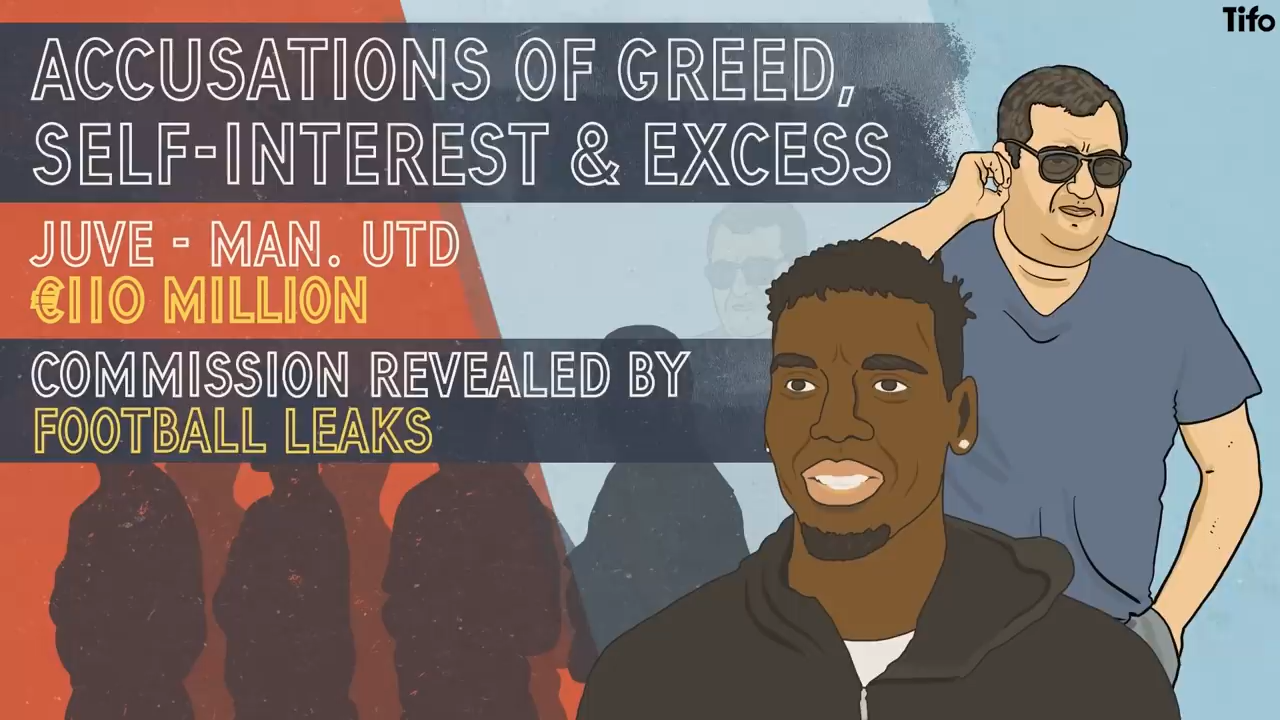 Tifo
ACCUSATIONS OF GREED,
SELF-INTEREST & EXCESS
JUVE - MAN. UTD
€110 MILLION
COMMISSION REVEALED BY
FOOTBALL LEAKS